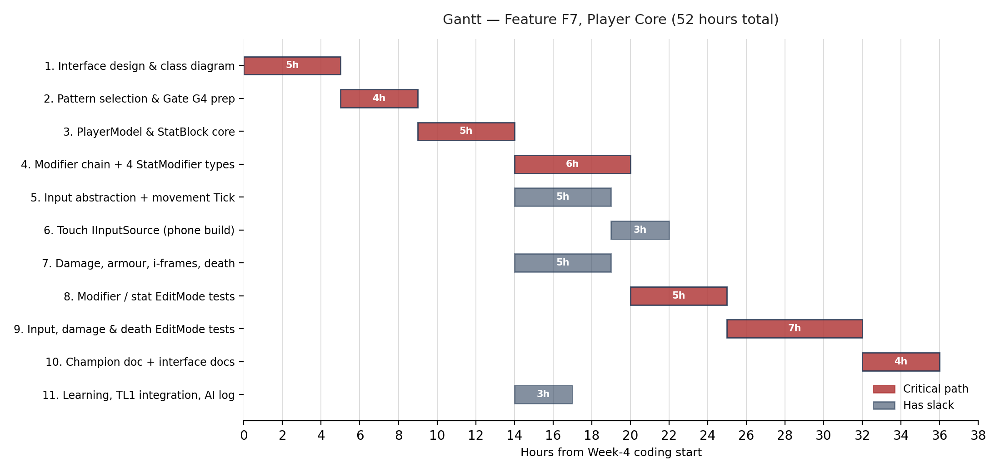 Gantt — Feature F7, Player Core (52 hours total)
1. Interface design & class diagram
5h
2. Pattern selection & Gate G4 prep
4h
3. PlayerModel & StatBlock core
5h
4. Modifier chain + 4 StatModifier types
6h
5. Input abstraction + movement Tick
5h
6. Touch IInputSource (phone build)
3h
7. Damage, armour, i-frames, death
5h
8. Modifier / stat EditMode tests
5h
9. Input, damage & death EditMode tests
7h
10. Champion doc + interface docs
4h
11. Learning, TL1 integration, AI log
3h
Critical path
Has slack
0 2 4 6 8 10 12 14 16 18 20 22 24 26 28 30 32 34 36 38
Hours from Week-4 coding start